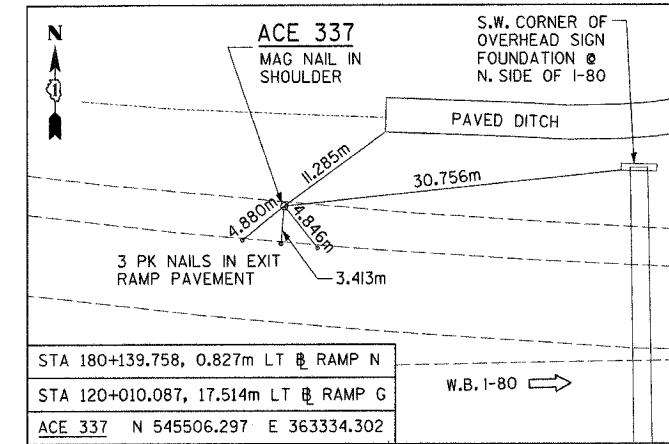 N
ACE 337
MAG NAIL IN
SHOULDER
S.W. CORNER OF
OVERHEAD SIGN
FOUNDATION @
N. SIDE OF I-80
1
PAVED DITCH
11.285m
30.756m
4.880m
4.846m
3 PK NAILS IN EXIT
RAMP PAVEMENT
3.413m
STA 180+139.758, 0.827m LT ⅊ RAMP N
STA 120+010.087, 17.514m LT ⅊ RAMP G
ACE 337 N 545506.297 E 363334.302
W.B. I-80